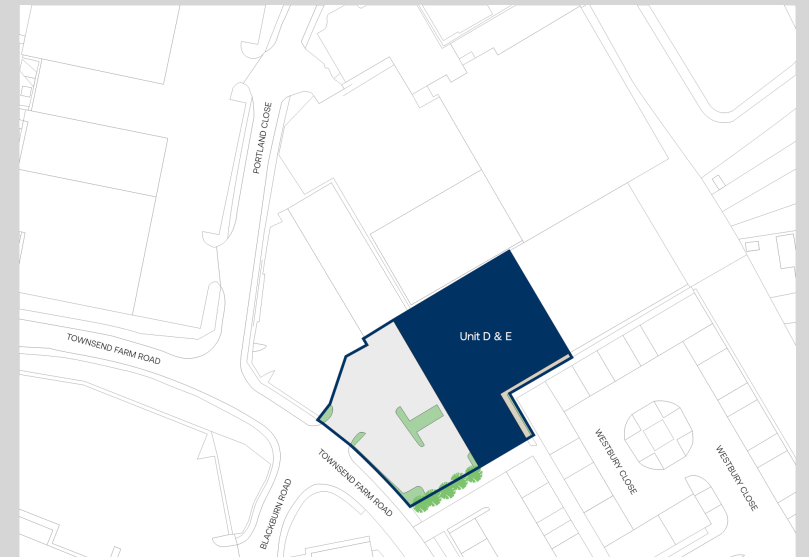 PORTLAND CLOSE
TOWNSEND FARM ROAD
Unit D & E
TOWNSEND FARM ROAD
BLACKBURN ROAD
WESTBURY CLOSE
WESTBURY CLOSE